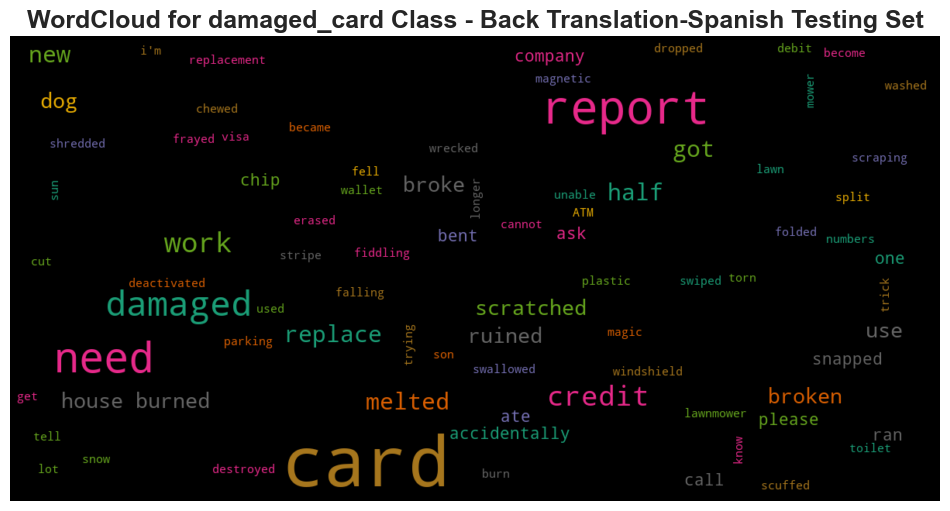 WordCloud for damaged_card Class - Back Translation-Spanish Testing Set
new
i'm
replacement
company
dropped
debit
become
magnetic
mower
washed
dog
chewed
report
shredded
frayed
visa
became
wrecked
got
scraping
sun
chip
fell
wallet
broke
longer
unable
half
lawn
split
erased
ATM
cannot
ask
folded
numbers
work
stripe
fiddling
bent
one
cut
deactivated
falling
plastic
swiped
torn
trick
damaged
used
scratched
replace
parking
trying
son
ruined
magic
use
need
swallowed
windshield
snapped
get
house burned
melted
credit
broken
ate
lawnmower
please
tell
accidentally
know
ran
toilet
lot
snow
destroyed
card
burn
call
scuffed